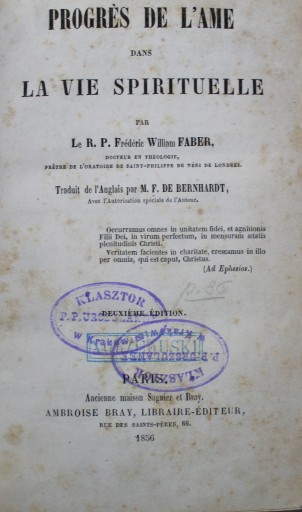 PROGRÈS DE L'AME
DANS
LA VIE SPIRITUELLE
PAR
Le R. P. Frédéric William FABER,
DOCTEUR EN THÉOLOGIE,
PRÊTRE DE L'ORATOIRE DE SAINT-PHILIPPE DE NÉRI DE LONDRES.
Traduit de l'Anglais par M. F. DE BERNHARDT,
Avec l'Autorisation spéciale de l'Auteur.
Occurramus omnes in unitatem fidei, et agnitionis
Filii Dei, in virum perfectum, in mensuram ætatis
plenitudinis Christi.
Veritatem facientes in charitate, crescamus in illo
per omnia, qui est caput, Christus.
(Ad Ephesios.)
KLASZTOR
w Krakowie
DEUXIÈME ÉDITION.
KLASZTOR
PARIS.
Ancienne maison Sagnier et Bray.
AMBROISE BRAY, LIBRAIRE-ÉDITEUR,
RUE DES SAINTS-PÈRES, 66.
1856